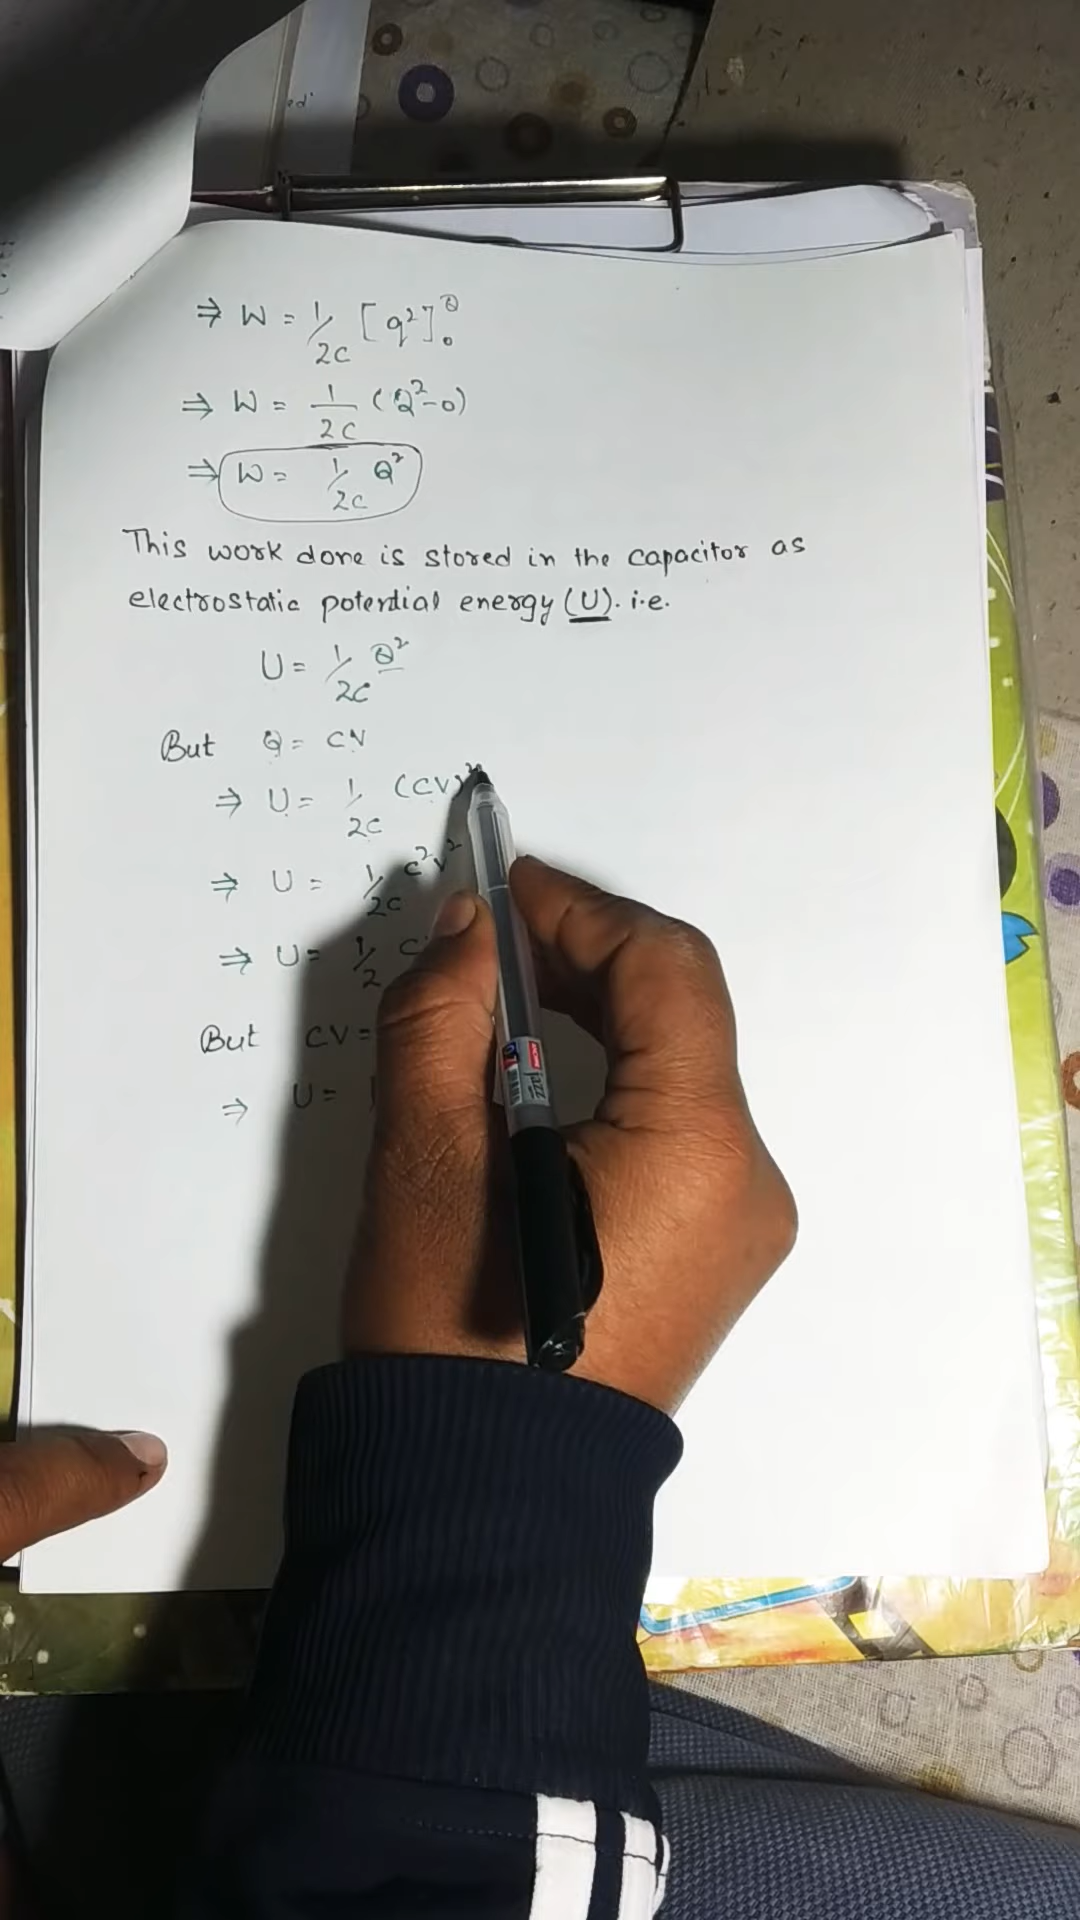 ed'
⇒ W = 1/2C [q²]₀^Q
⇒ W = 1/2C (Q²-0)
⇒ W = 1/2C Q²
This work done is stored in the capacitor as
electrostatic potential energy (U). i.e.
U = 1/2C Q²
But Q = CV
⇒ U = 1/2C (CV)²
⇒ U = 1/2C C²V²
⇒ U = 1/2 C
But CV =
⇒ U =
jazz